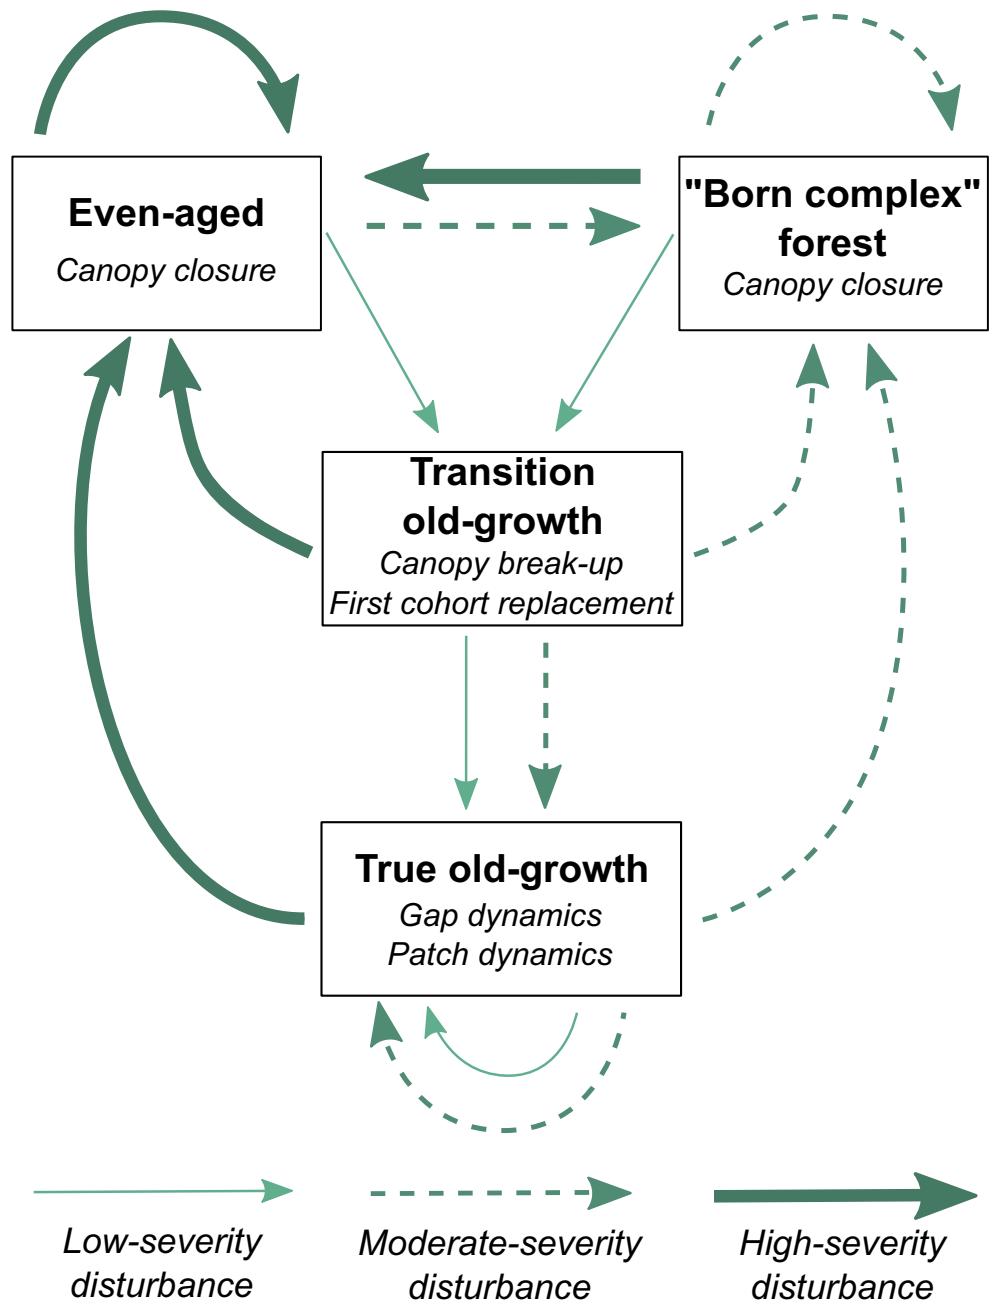 Even-aged
Canopy closure
"Born complex"
forest
Canopy closure
Transition
old-growth
Canopy break-up
First cohort replacement
True old-growth
Gap dynamics
Patch dynamics
Low-severity
disturbance
Moderate-severity
disturbance
High-severity
disturbance